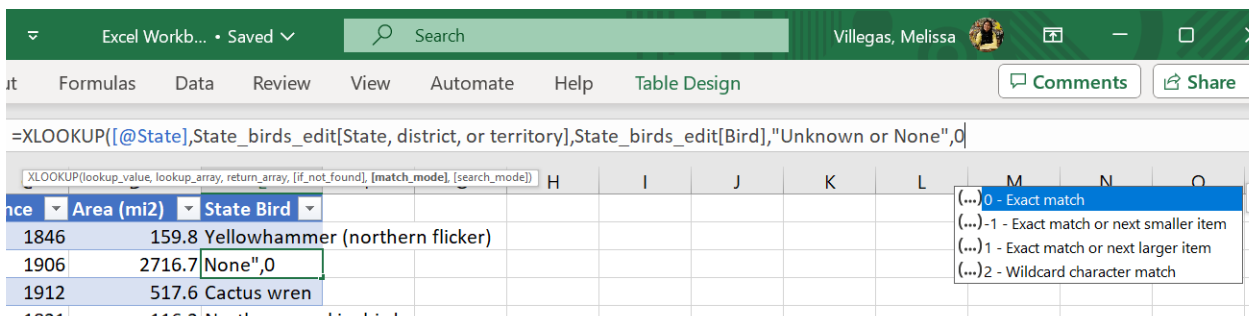 Excel Workb... • Saved
Search
Villegas, Melissa
Formulas Data Review View Automate Help Table Design Comments Share
=XLOOKUP([@State],State_birds_edit[State, district, or territory],State_birds_edit[Bird],"Unknown or None",0
XLOOKUP(lookup_value, lookup_array, return_array, [if_not_found], [match_mode], [search_mode])
H I J K L M N O
Area (mi2) State Bird
1846 159.8 Yellowhammer (northern flicker)
1906 2716.7 None",0
1912 517.6 Cactus wren
(...) 0 - Exact match
(...) -1 - Exact match or next smaller item
(...) 1 - Exact match or next larger item
(...) 2 - Wildcard character match